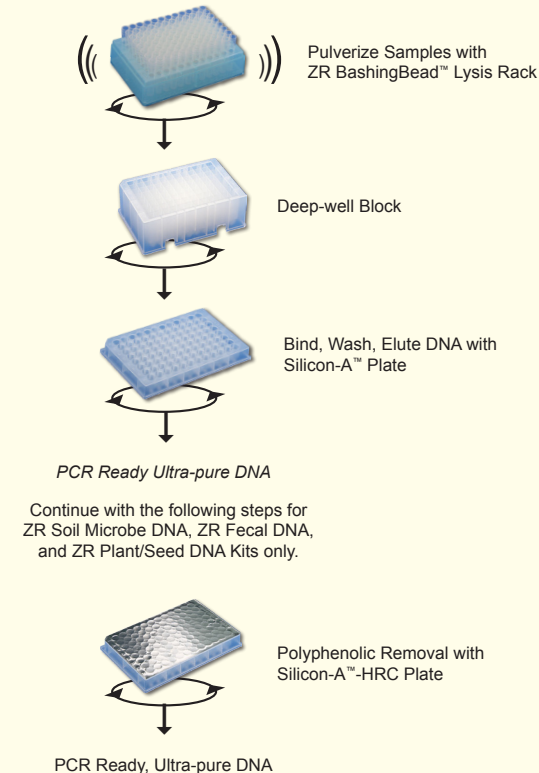 Pulverize Samples with
ZR BashingBead™ Lysis Rack
Deep-well Block
Bind, Wash, Elute DNA with
Silicon-A™ Plate
PCR Ready Ultra-pure DNA
Continue with the following steps for
ZR Soil Microbe DNA, ZR Fecal DNA,
and ZR Plant/Seed DNA Kits only.
Polyphenolic Removal with
Silicon-A™-HRC Plate
PCR Ready, Ultra-pure DNA